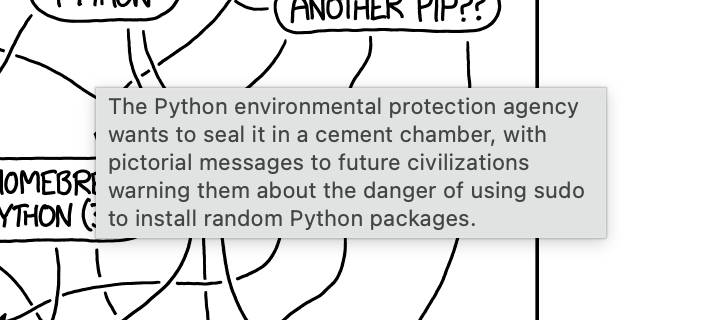 PYTHON
ANOTHER PIP??
The Python environmental protection agency
wants to seal it in a cement chamber, with
pictorial messages to future civilizations
warning them about the danger of using sudo
to install random Python packages.